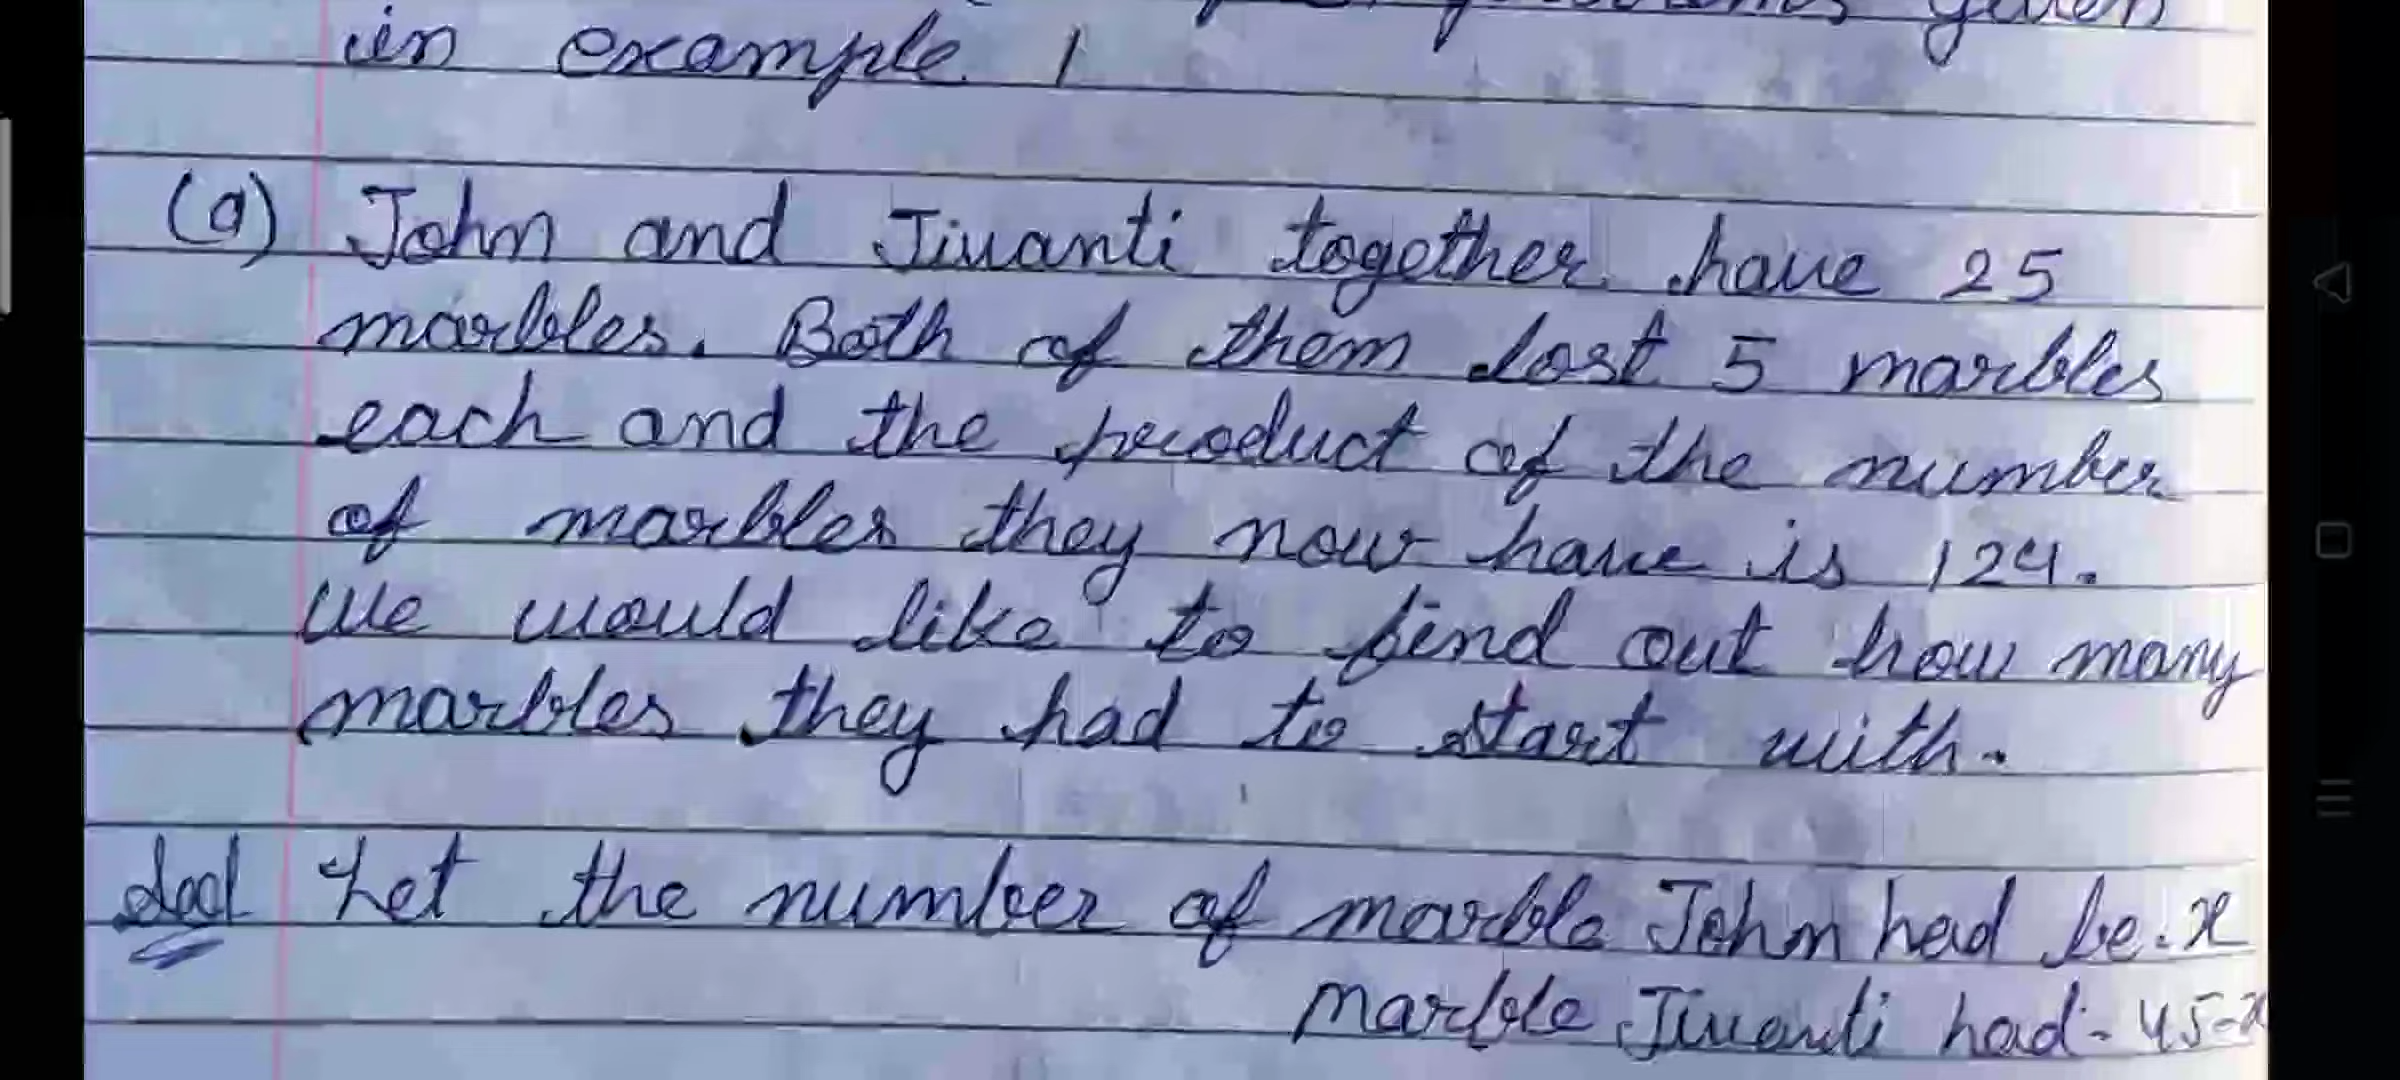 given
in example 1
(a) John and Jivanti together have 25
marbles. Both of them lost 5 marbles
each and the product of the number
of marbles they now have is 124.
We would like to find out how many
marbles they had to start with.
Sol Let the number of marble John had be x
Marble Jivanti had - 45-x